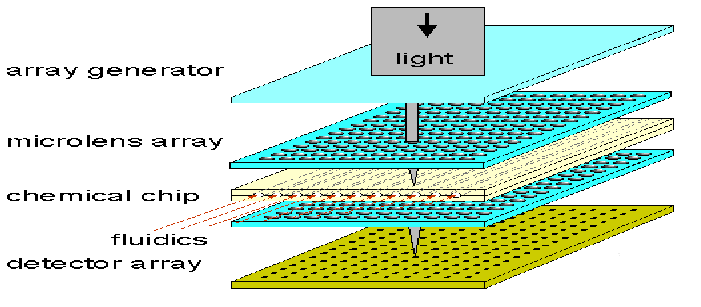 light
array generator
microlens array
chemical chip
fluidics
detector array